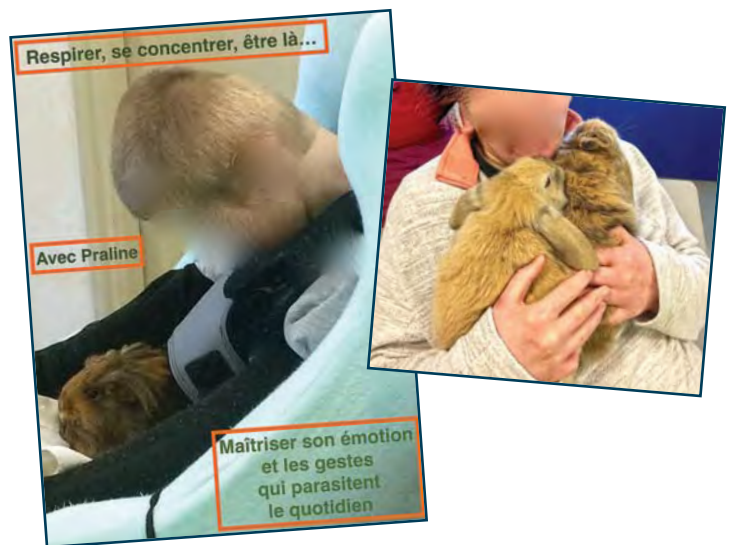 Respirer, se concentrer, être là...
Avec Praline
Maîtriser son émotion
et les gestes
qui parasitent
le quotidien